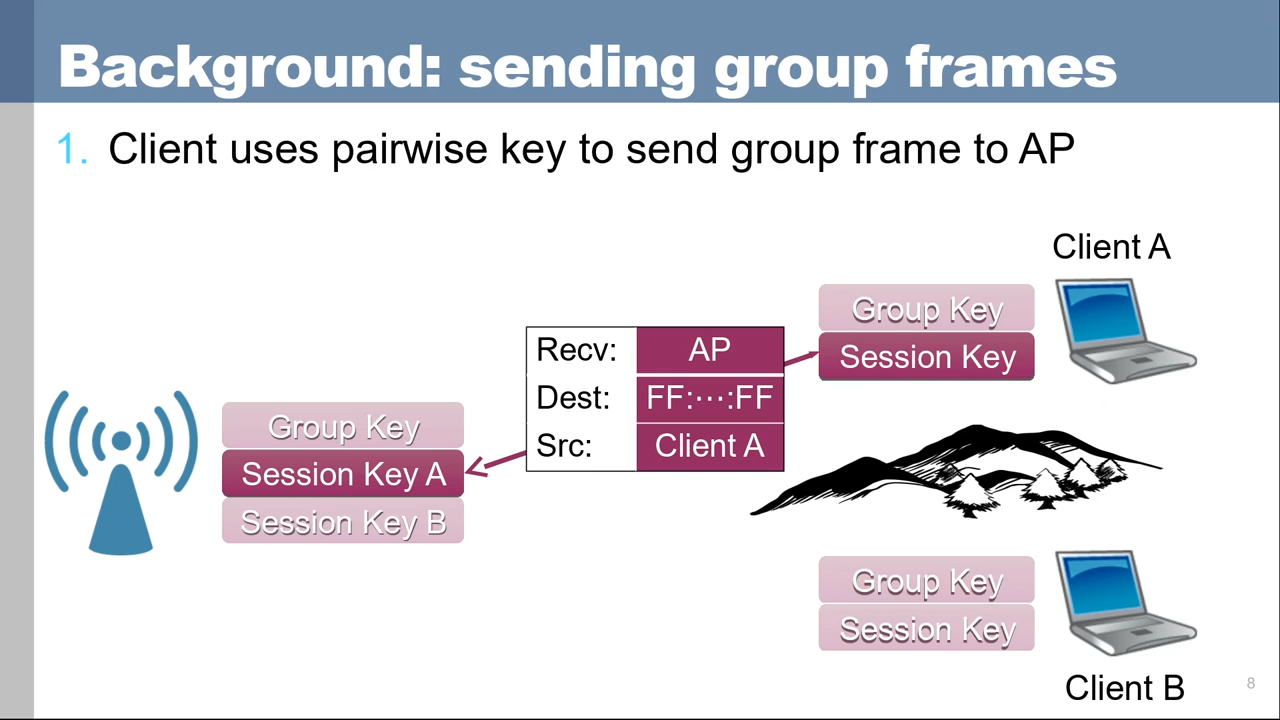 Background: sending group frames
1. Client uses pairwise key to send group frame to AP
Client A
Group Key
Session Key
Recv: AP
Dest: FF:⋯:FF
Src: Client A
Group Key
Session Key A
Session Key B
Group Key
Session Key
Client B
8